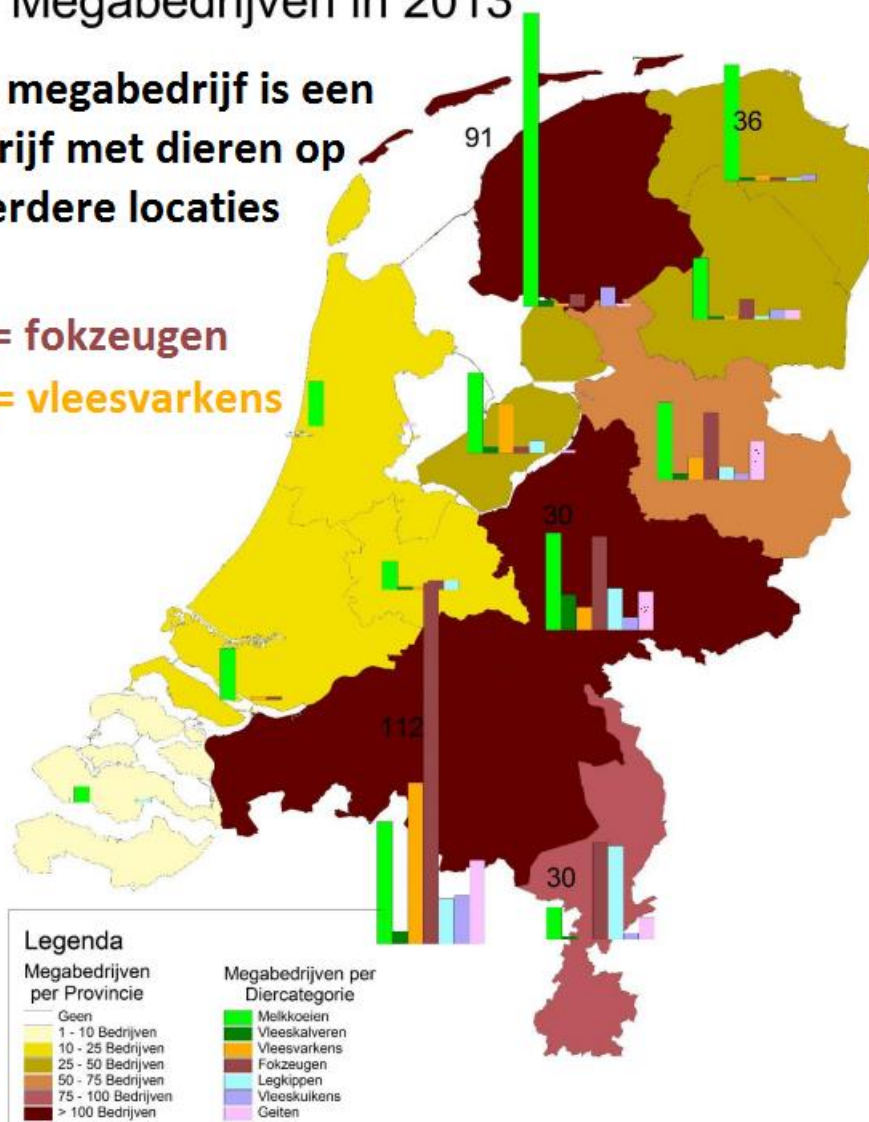 Megabedrijven in 2013
megabedrijf is een
rijf met dieren op
erdere locaties
= fokzeugen
= vleesvarkens
91
36
30
112
30
Legenda
Megabedrijven
per Provincie
Geen
1 - 10 Bedrijven
10 - 25 Bedrijven
25 - 50 Bedrijven
50 - 75 Bedrijven
75 - 100 Bedrijven
> 100 Bedrijven
Megabedrijven per
Diercategorie
Melkkoeien
Vleeskalveren
Vleesvarkens
Fokzeugen
Legkippen
Vleeskuikens
Geiten